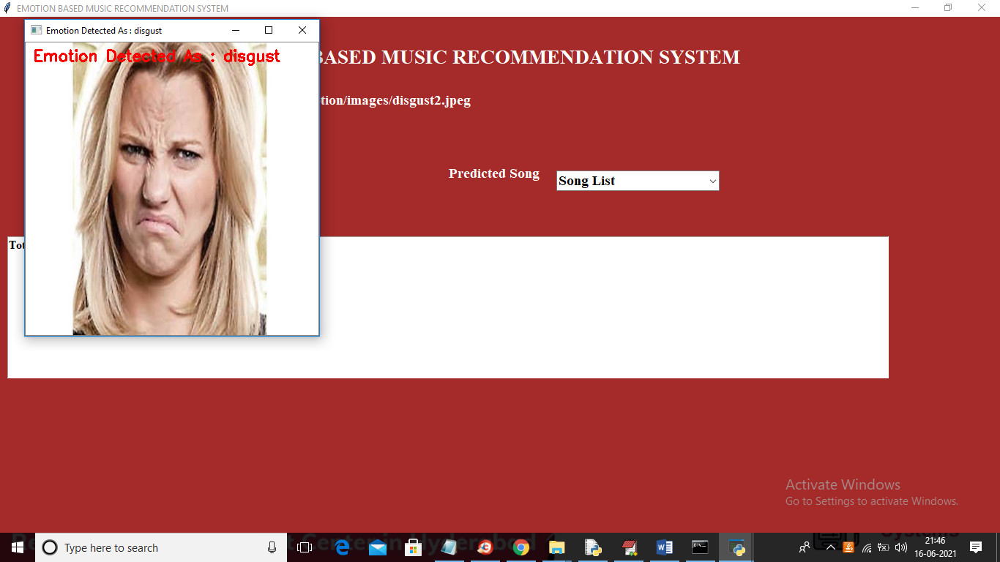 EMOTION BASED MUSIC RECOMMENDATION SYSTEM
Emotion Detected As : disgust
Emotion Detected As : disgust
BASED MUSIC RECOMMENDATION SYSTEM
tion/images/disgust2.jpeg
Predicted Song
Song List
Activate Windows
Go to Settings to activate Windows.
Type here to search
21:46
16-06-2021